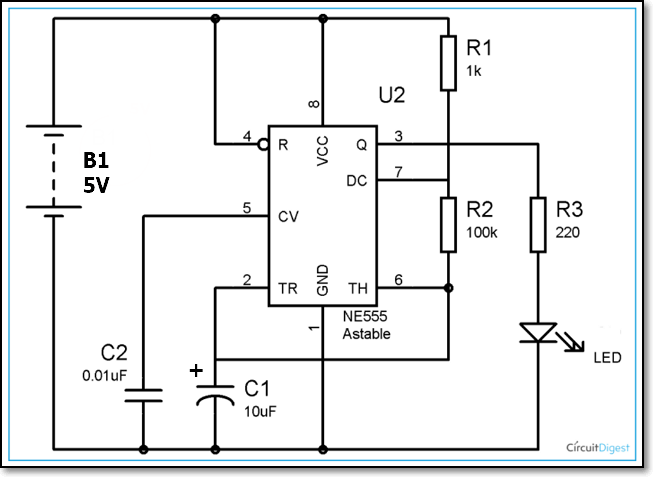 R1
1k
U2
8
4
R
VCC
Q
3
B1
5V
DC
7
5
CV
R2
100k
R3
220
2
TR
GND
TH
6
1
NE555
Astable
LED
C2
0.01uF
+
C1
10uF
CircuitDigest